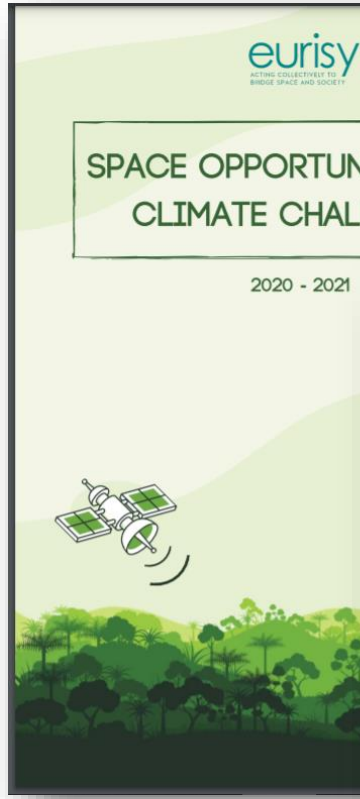 eurisy
ACTING COLLECTIVELY TO
BRIDGE SPACE AND SOCIETY
SPACE OPPORTUN
CLIMATE CHAL
2020 - 2021